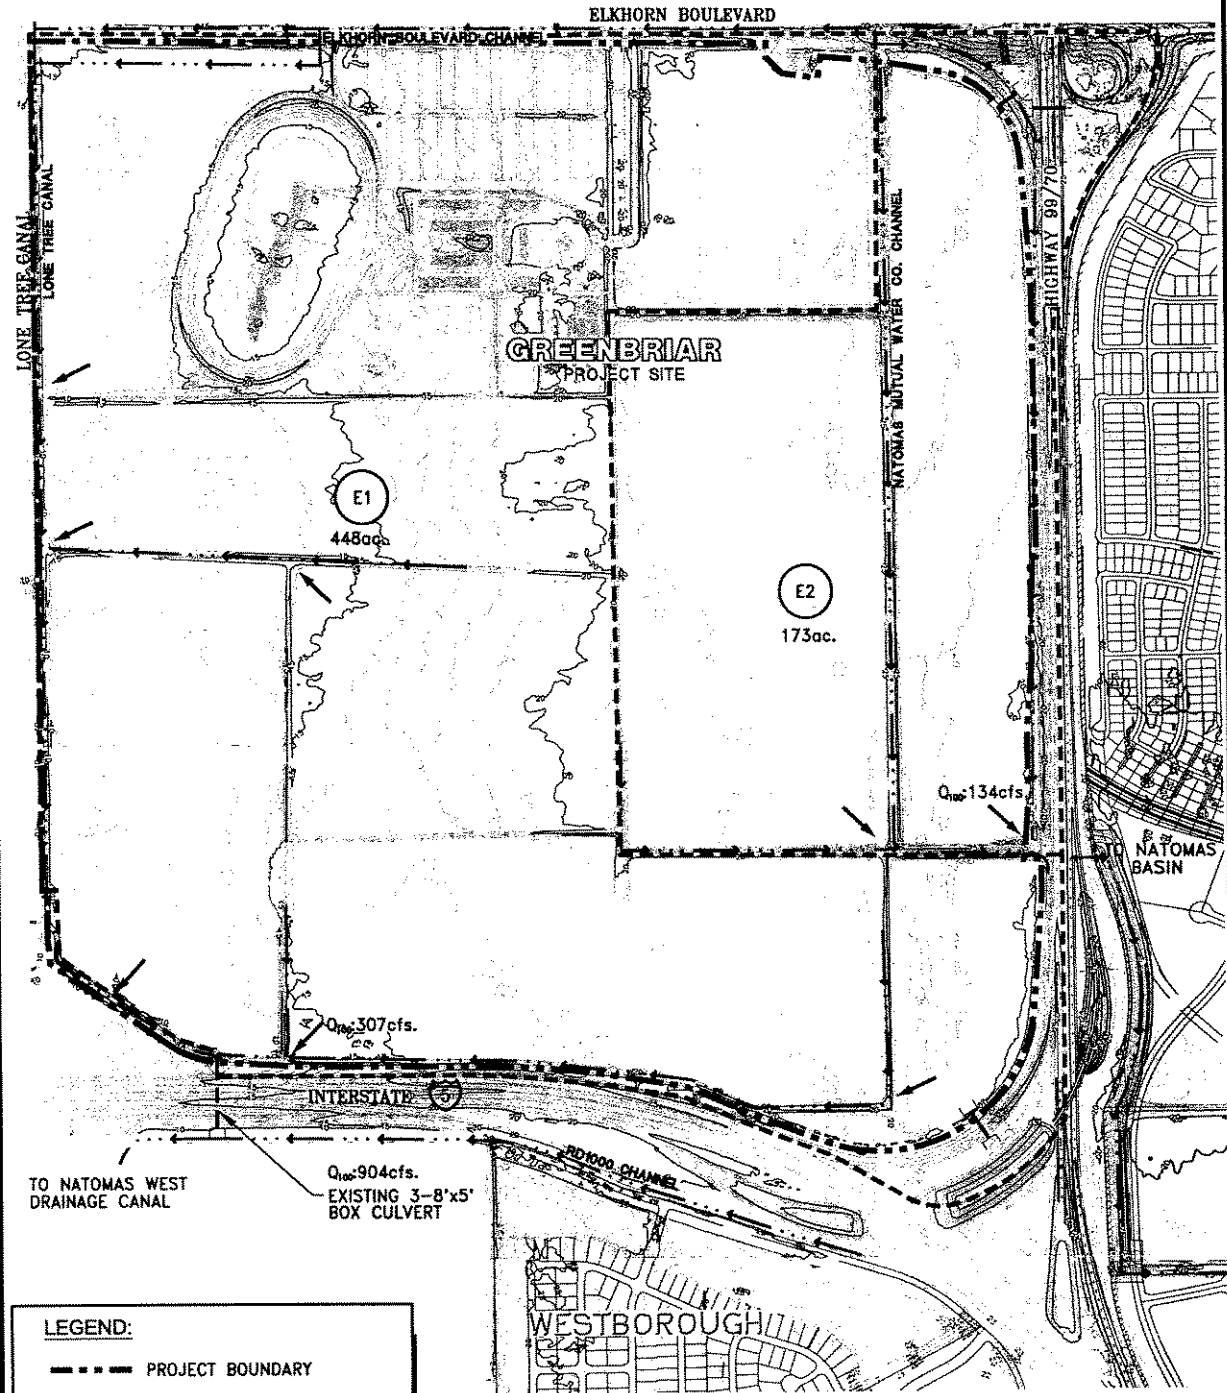 ELKHORN BOULEVARD
ELKHORN BOULEVARD CHANNEL
LONE TREE CANAL
LONE TREE CANAL
HIGHWAY 99/70
NATOMAS MUTUAL WATER CO. CHANNEL
GREENBRIAR
PROJECT SITE
E1
448ac.
E2
173ac.
Q100=134cfs.
TO NATOMAS
BASIN
Q100=307cfs.
INTERSTATE 5
RD1000 CHANNEL
TO NATOMAS WEST
DRAINAGE CANAL
Q100=904cfs.
EXISTING 3-8'x5'
BOX CULVERT
WESTBOROUGH
LEGEND:
PROJECT BOUNDARY